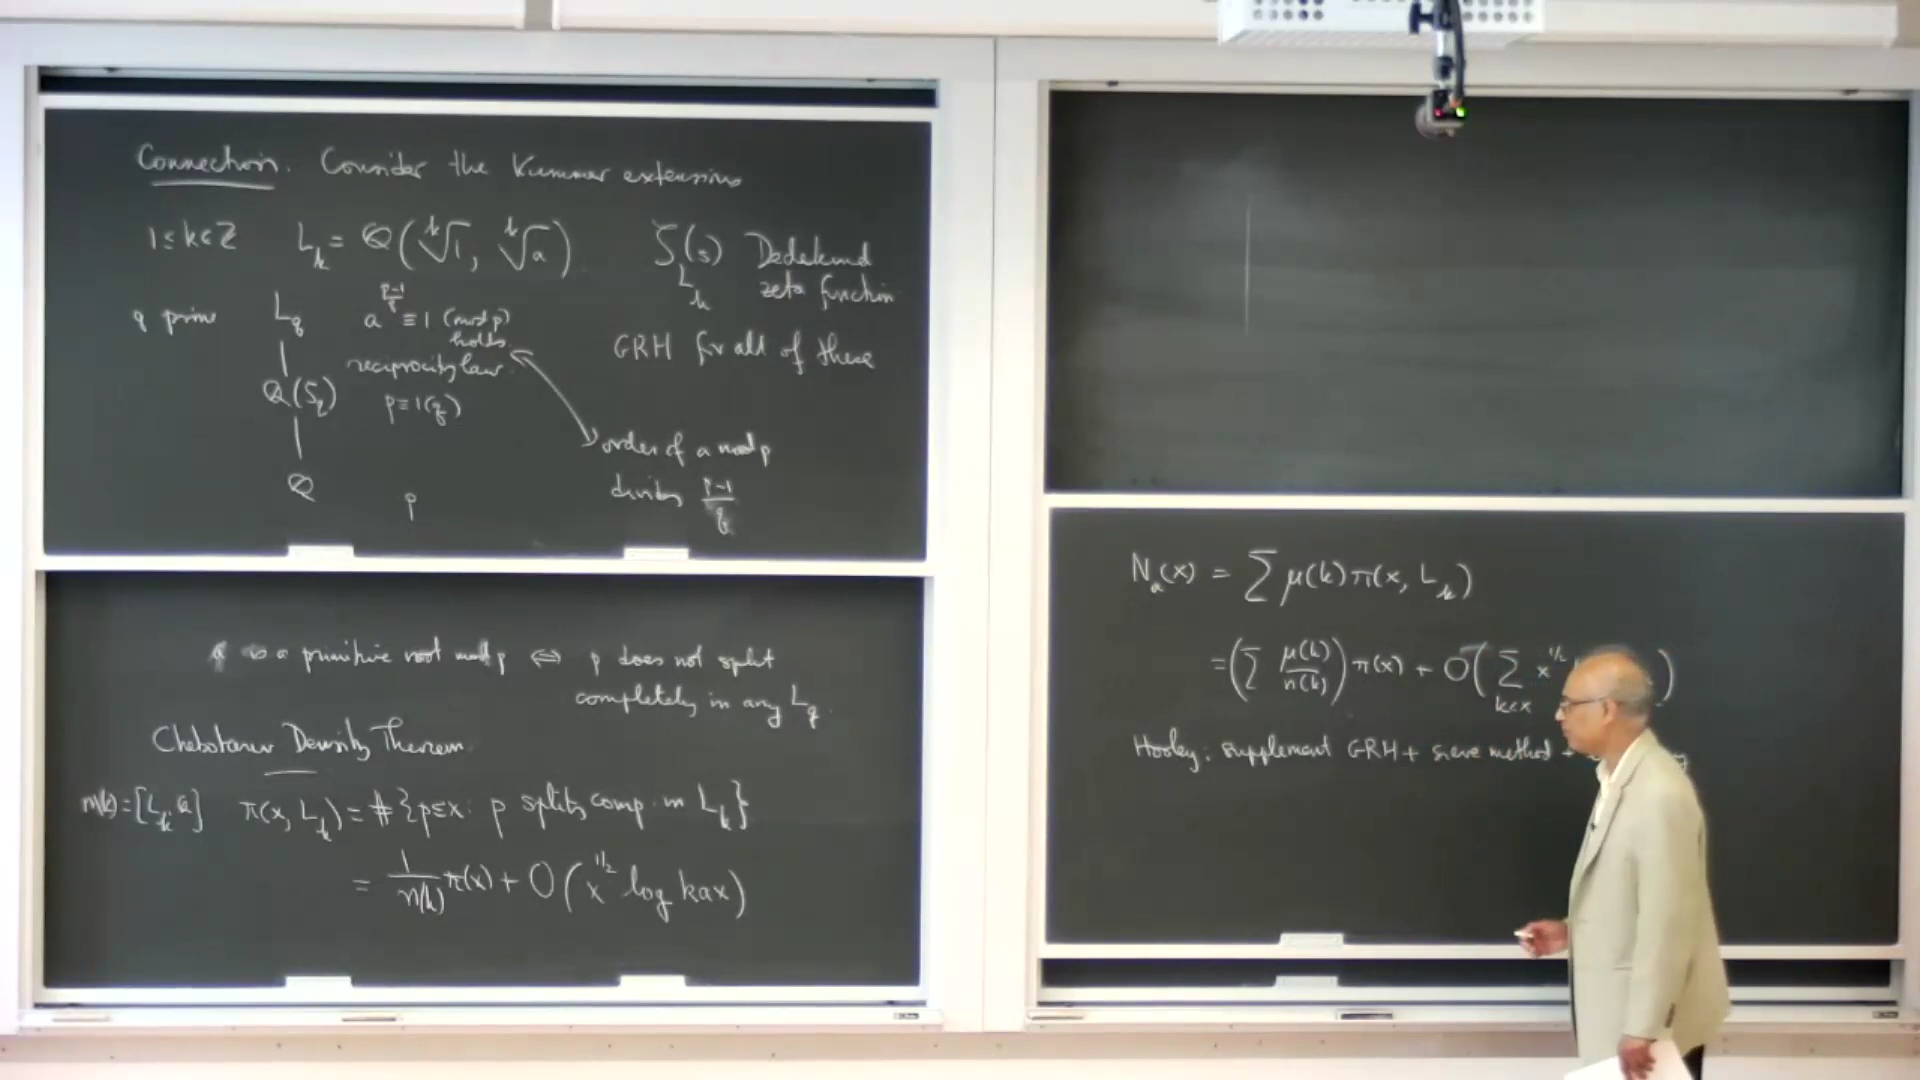 Connection. Consider the Kummer extensions
1 ≤ k ∈ Z L_k = Q(ᵏ√1, ᵏ√a) ζ_{L_k}(s) Dedekind
zeta function
q prime L_q a^{(p-1)/q} ≡ 1 (mod p)
holds
reciprocity law
GRH for all of these
Q(ζ_q) p ≡ 1(q)
order of a mod p
divides (p-1)/q
Q p
is a primitive root mod p ⇔ p does not split
completely in any L_q.
Chebotarev Density Theorem.
n(k) = [L_k : Q] π(x, L_k) = #{p ≤ x : p splits comp. in L_k}
= 1/n(k) π(x) + O(x^{1/2} log kax)
N_a(x) = Σ μ(k) π(x, L_k)
= (Σ μ(k)/n(k)) π(x) + O(Σ_{k<x} x^{1/2} )
Hooley: supplement GRH + sieve method +